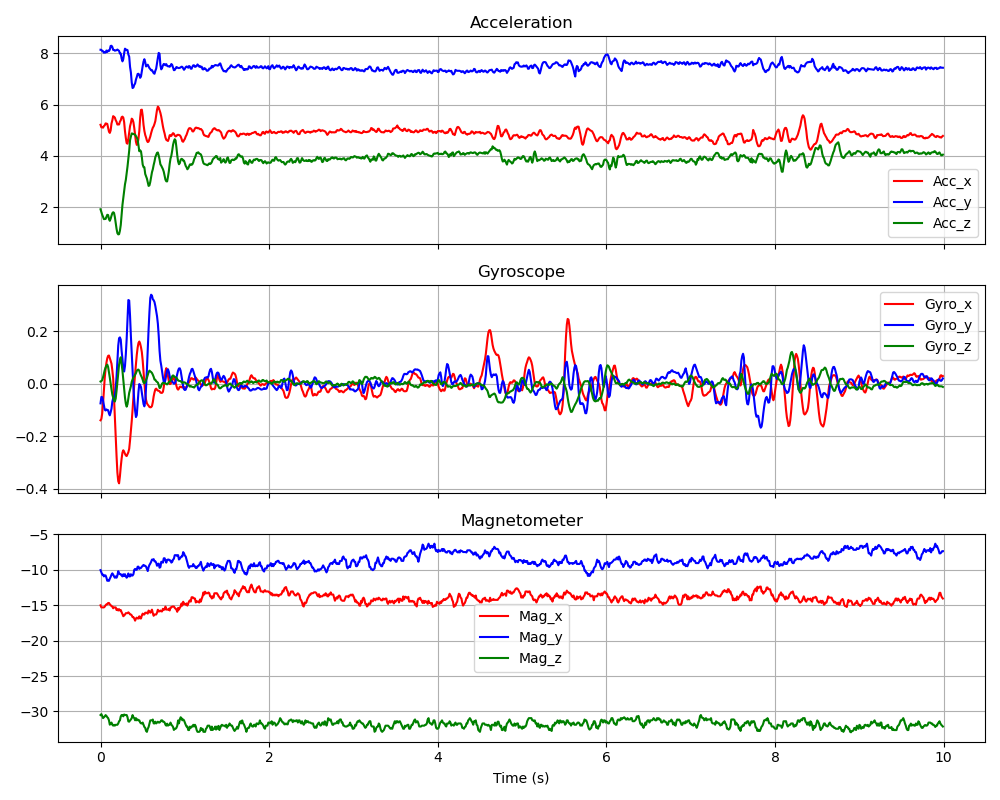 Acceleration
8
6
4
2
Acc_x
Acc_y
Acc_z
Gyroscope
0.2
0.0
−0.2
−0.4
Gyro_x
Gyro_y
Gyro_z
Magnetometer
−5
−10
−15
−20
−25
−30
Mag_x
Mag_y
Mag_z
0 2 4 6 8 10
Time (s)